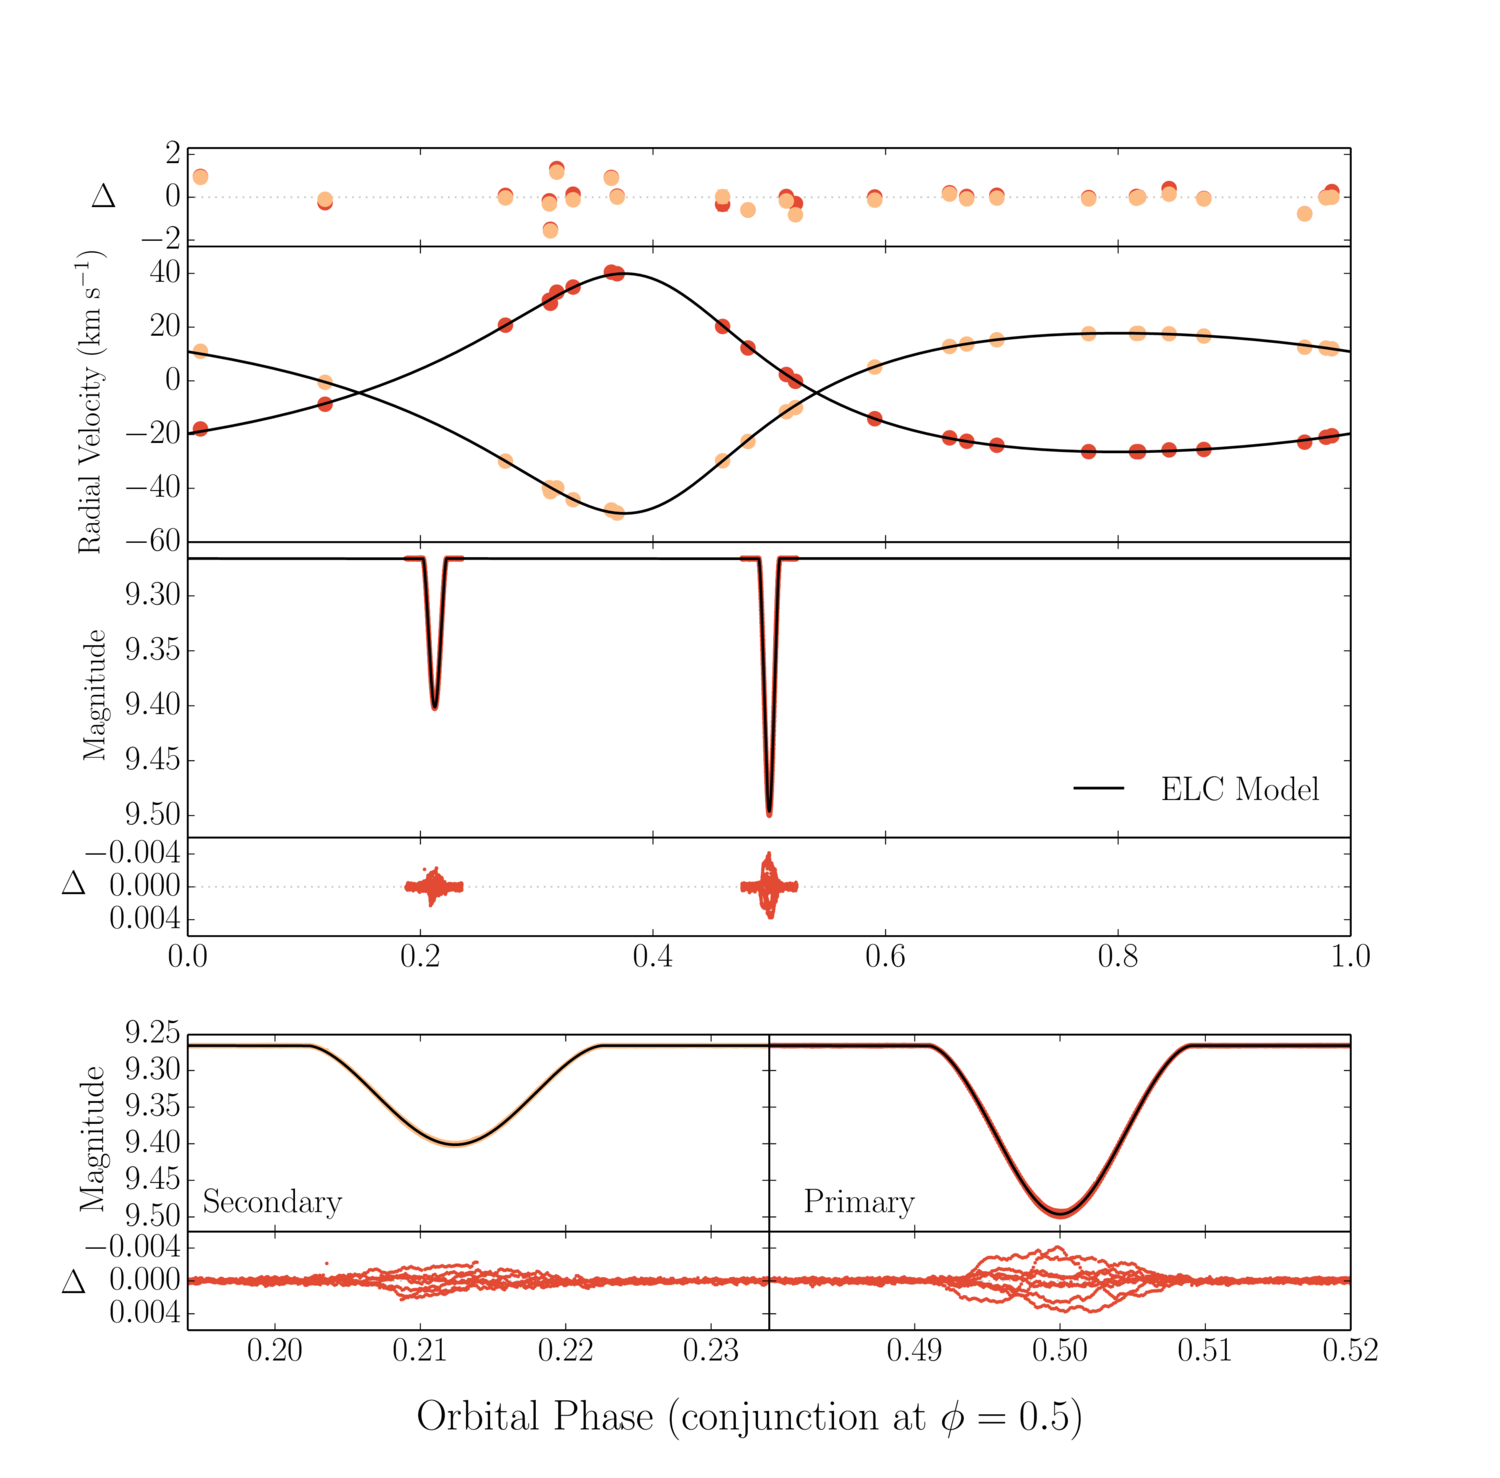 2
0
−2
Δ
40
20
0
−20
−40
−60
Radial Velocity (km s⁻¹)
9.30
9.35
9.40
9.45
9.50
Magnitude
ELC Model
−0.004
0.000
0.004
Δ
0.0 0.2 0.4 0.6 0.8 1.0
9.25
9.30
9.35
9.40
9.45
9.50
Magnitude
Secondary
Primary
−0.004
0.000
0.004
Δ
0.20 0.21 0.22 0.23 0.49 0.50 0.51 0.52
Orbital Phase (conjunction at ϕ = 0.5)